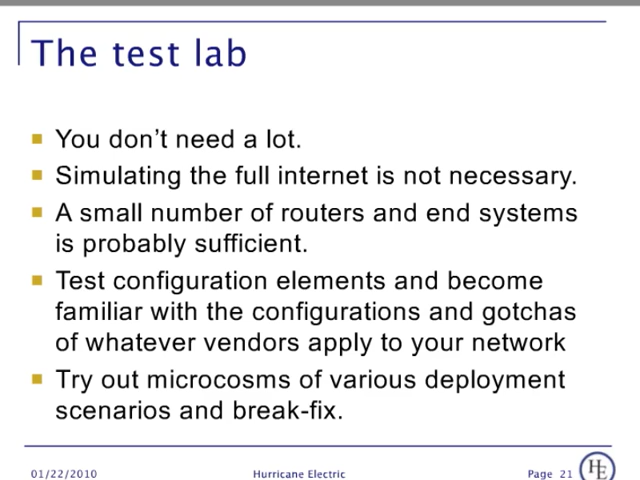 The test lab
You don't need a lot.
Simulating the full internet is not necessary.
A small number of routers and end systems
is probably sufficient.
Test configuration elements and become
familiar with the configurations and gotchas
of whatever vendors apply to your network
Try out microcosms of various deployment
scenarios and break-fix.
01/22/2010 Hurricane Electric Page 21 HE